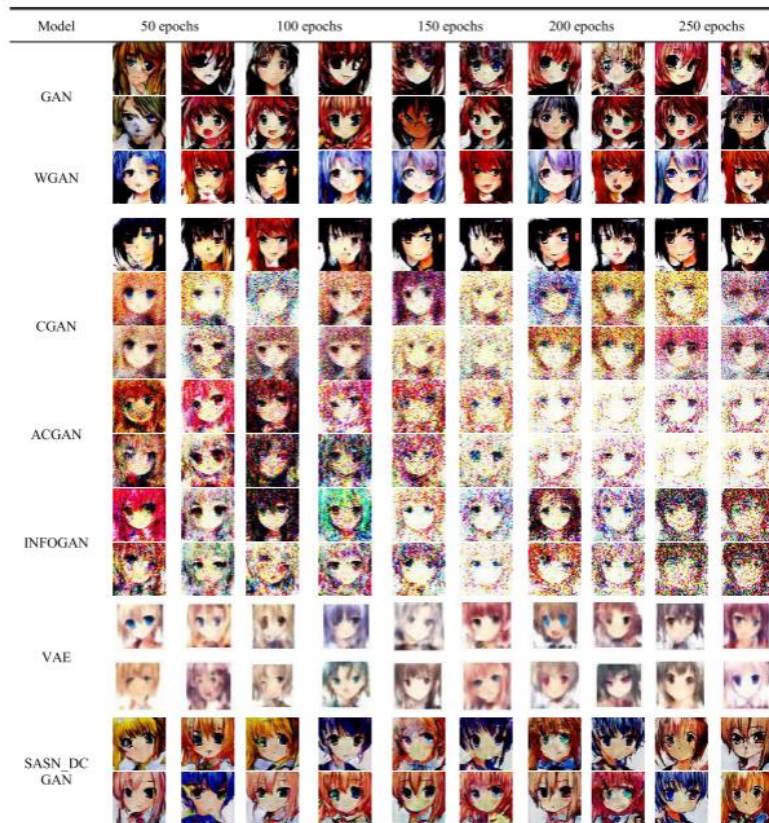 Model 50 epochs 100 epochs 150 epochs 200 epochs 250 epochs
GAN
WGAN
CGAN
ACGAN
INFOGAN
VAE
SASN_DC
GAN